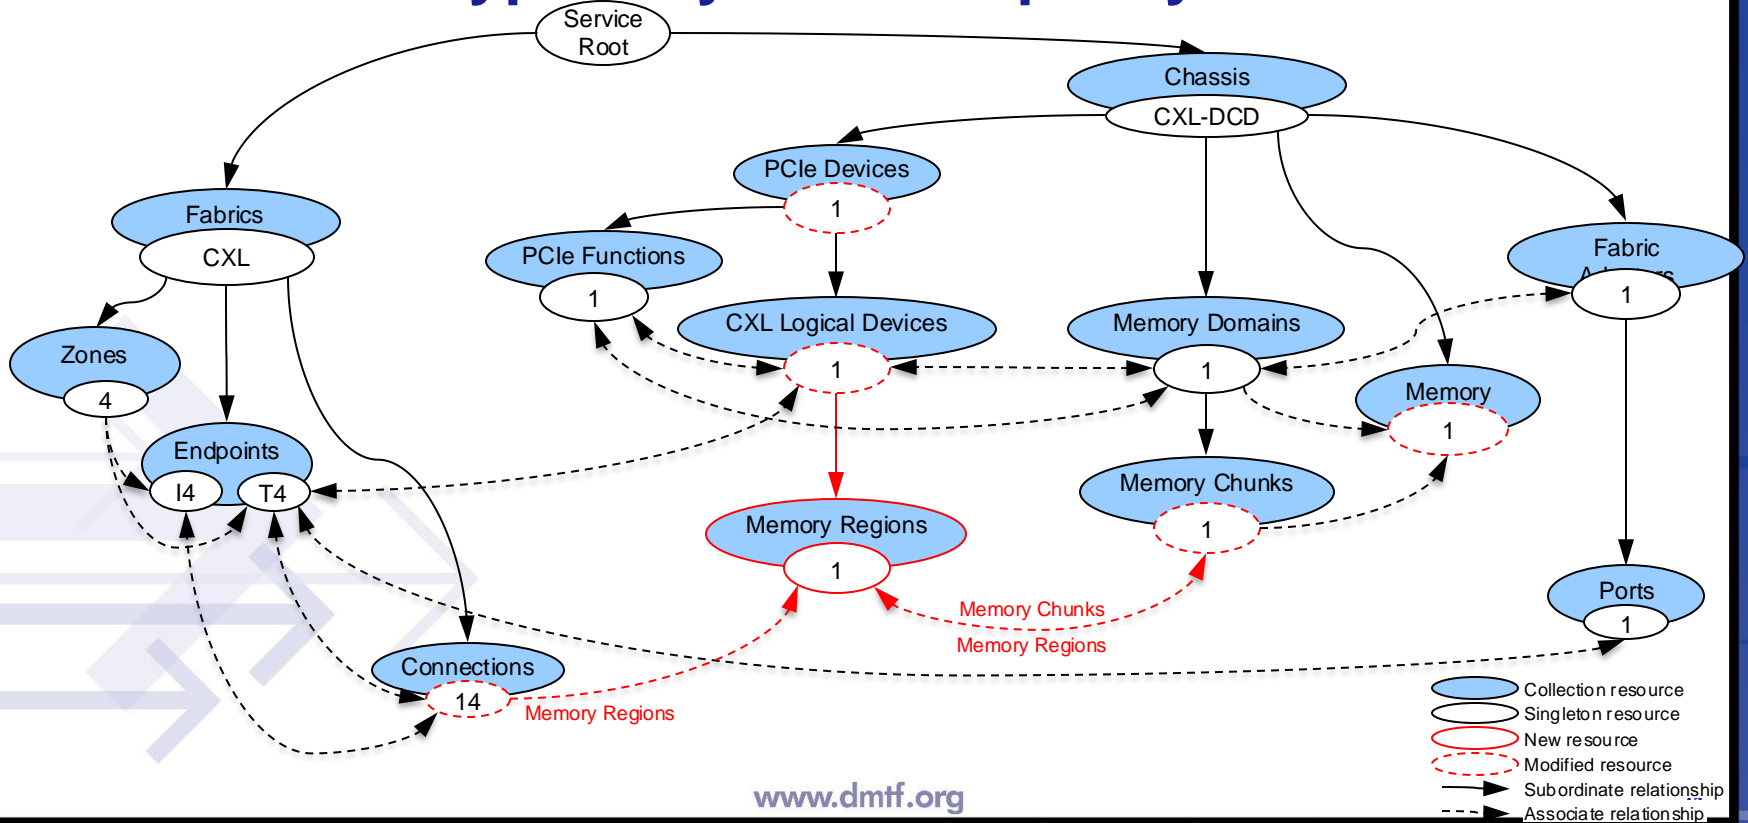 Service
Root
Chassis
CXL-DCD
PCIe Devices
1
Fabrics
CXL
PCIe Functions
1
Fabric
1
CXL Logical Devices
1
Memory Domains
1
Zones
4
Memory
1
Endpoints
I4
T4
Memory Chunks
1
Memory Regions
1
Ports
1
Memory Chunks
Memory Regions
Connections
14
Memory Regions
Collection resource
Singleton resource
New resource
Modified resource
Subordinate relationship
Associate relationship
www.dmtf.org